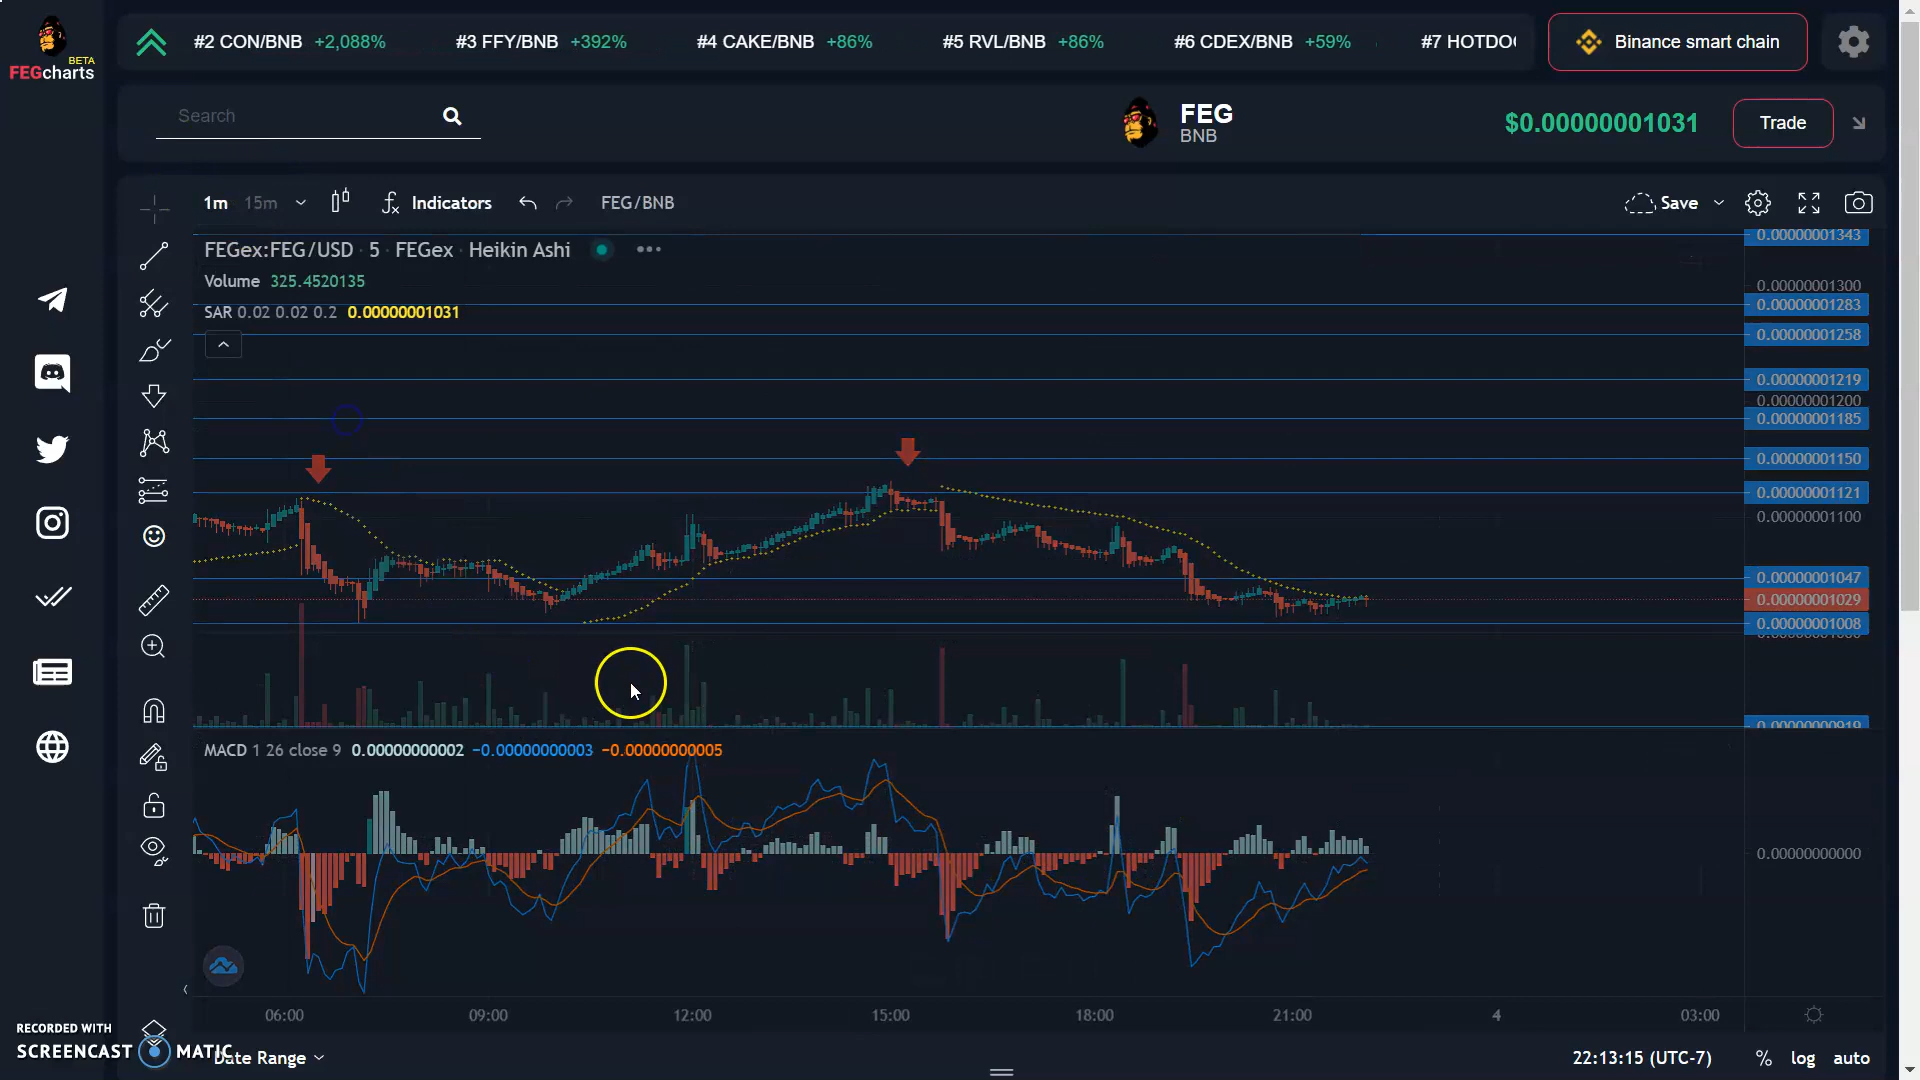 BETA
FEGcharts
#2 CON/BNB +2,088% #3 FFY/BNB +392% #4 CAKE/BNB +86% #5 RVL/BNB +86% #6 CDEX/BNB +59% #7 HOTDO
Binance smart chain
Search
FEG
BNB
$0.00000001031
Trade
1m 15m Indicators FEG/BNB Save
FEGex:FEG/USD · 5 · FEGex · Heikin Ashi
Volume 325.4520135
SAR 0.02 0.02 0.2 0.00000001031
0.00000001343
0.00000001300
0.00000001283
0.00000001258
0.00000001219
0.00000001200
0.00000001185
0.00000001150
0.00000001121
0.00000001100
0.00000001047
0.00000001029
0.00000001008
0.00000000919
MACD 1 26 close 9 0.00000000002 −0.00000000003 −0.00000000005
0.00000000000
06:00 09:00 12:00 15:00 18:00 21:00 4 03:00
RECORDED WITH
SCREENCAST MATIC
Date Range
22:13:15 (UTC-7) % log auto